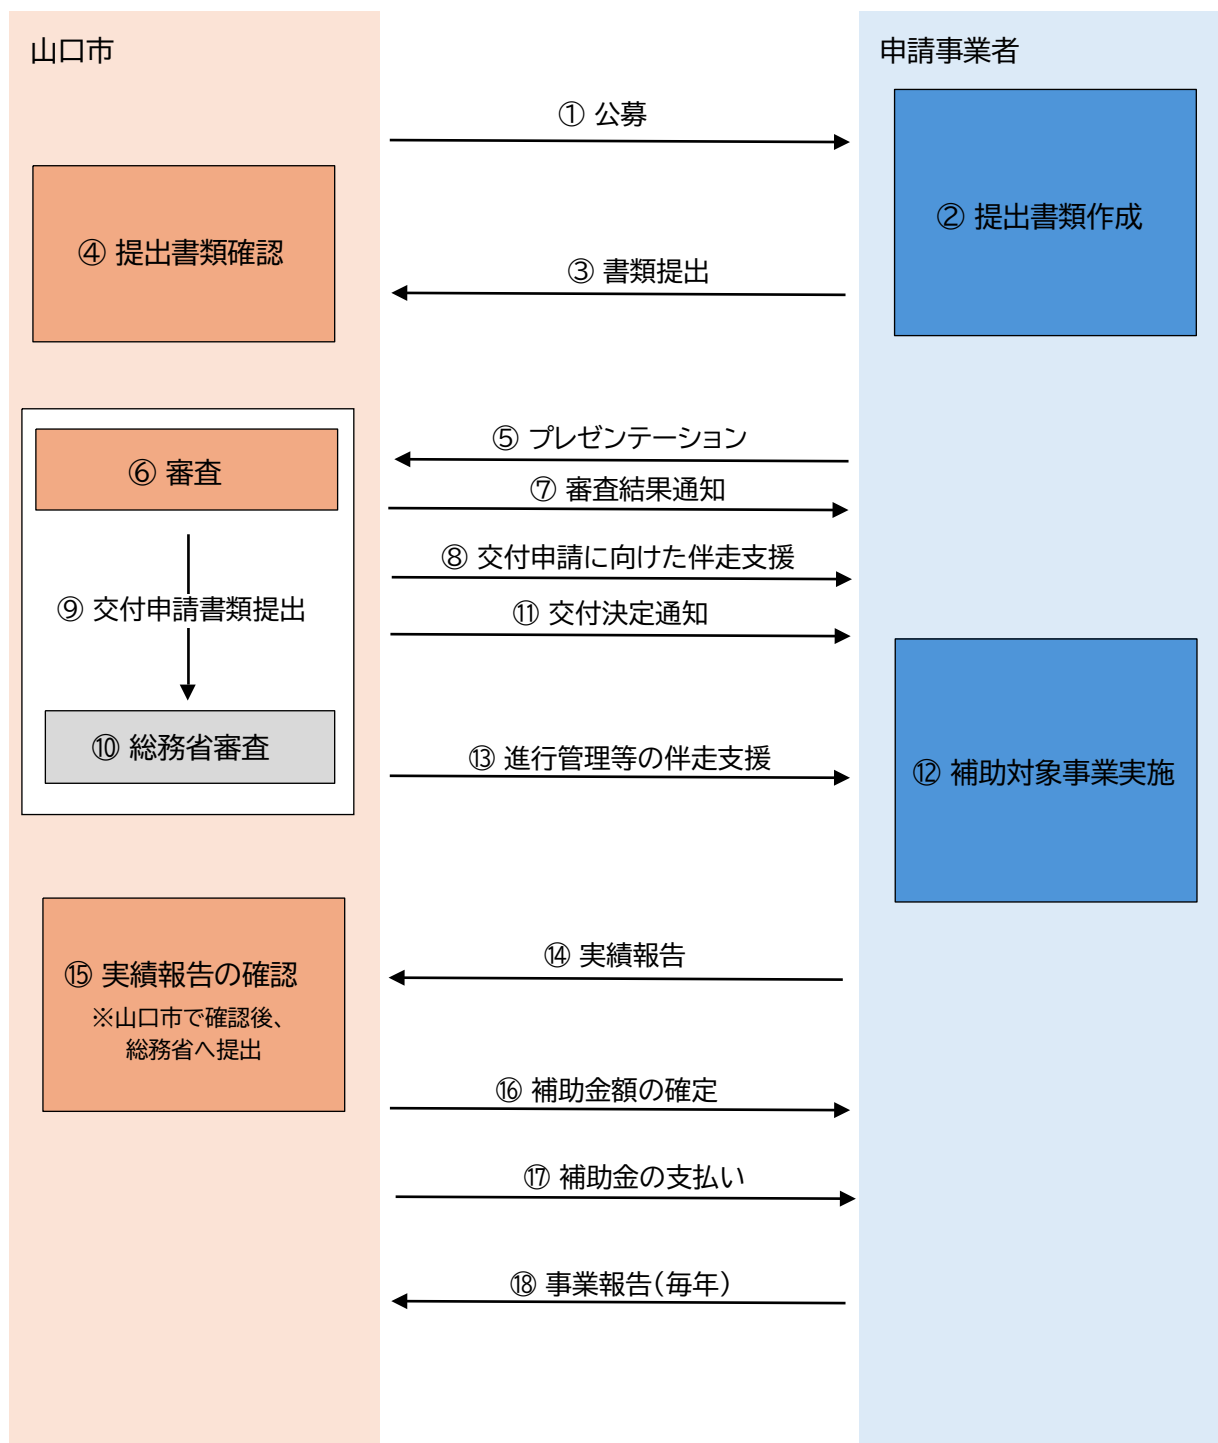 山口市
申請事業者
① 公募
② 提出書類作成
③ 書類提出
④ 提出書類確認
⑤ プレゼンテーション
⑥ 審査
⑦ 審査結果通知
⑧ 交付申請に向けた伴走支援
⑨ 交付申請書類提出
⑪ 交付決定通知
⑩ 総務省審査
⑬ 進行管理等の伴走支援
⑫ 補助対象事業実施
⑭ 実績報告
⑮ 実績報告の確認
※山口市で確認後、
総務省へ提出
⑯ 補助金額の確定
⑰ 補助金の支払い
⑱ 事業報告(毎年)